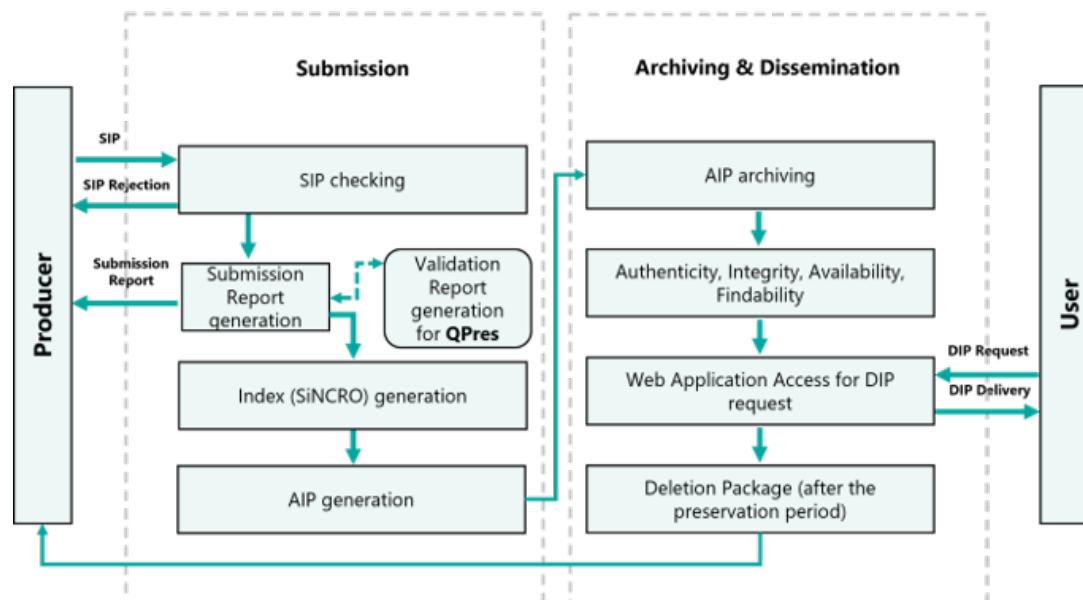 Submission
Archiving & Dissemination
Producer
SIP
SIP Rejection
Submission
Report
SIP checking
Submission
Report
generation
Validation
Report
generation
for QPres
Index (SiNCRO) generation
AIP generation
AIP archiving
Authenticity, Integrity, Availability,
Findability
Web Application Access for DIP
request
Deletion Package (after the
preservation period)
DIP Request
DIP Delivery
User